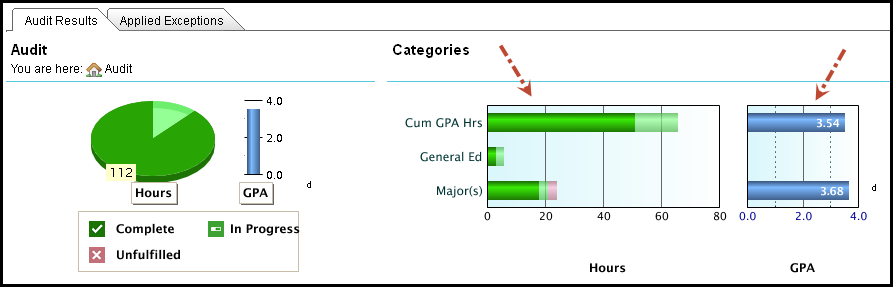 Audit Results
Applied Exceptions
Audit
You are here: Audit
4.0
2.0
0.0
112
Hours
GPA
d
Complete
In Progress
Unfulfilled
Categories
Cum GPA Hrs
General Ed
Major(s)
0 20 40 60 80
Hours
3.54
3.68
d
0.0 2.0 4.0
GPA